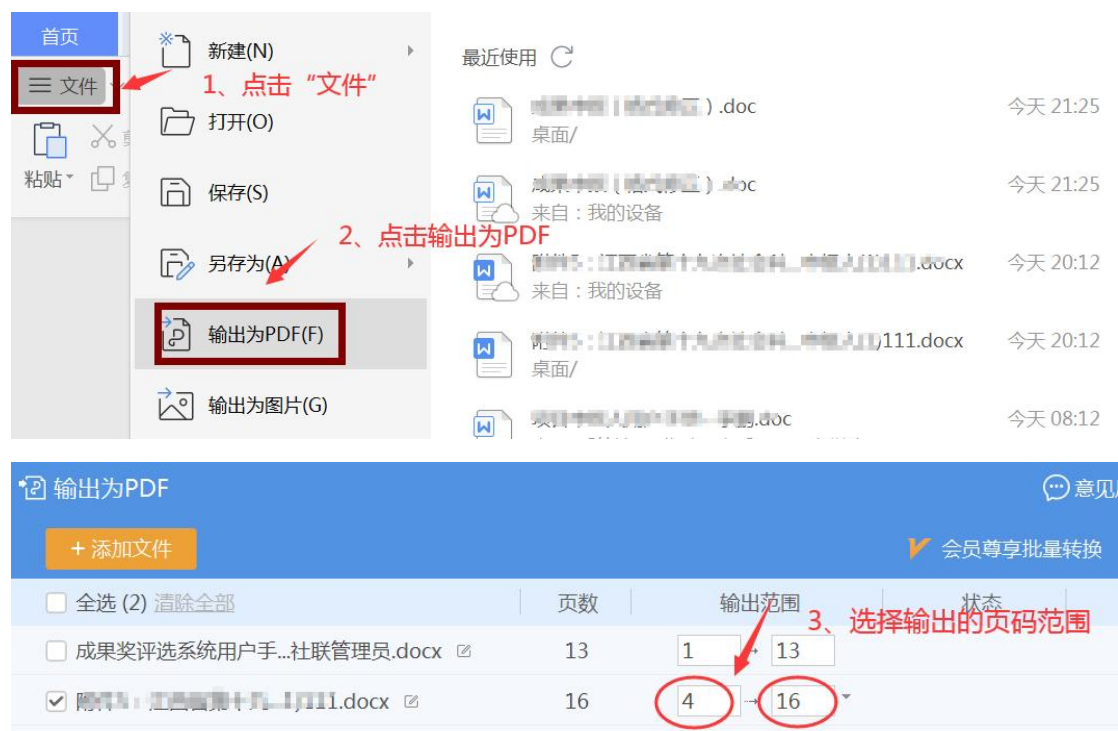 首页
文件
1、点击“文件”
粘贴
新建(N)
打开(O)
保存(S)
另存为(A)
2、点击输出为PDF
输出为PDF(F)
输出为图片(G)
最近使用
.doc 今天 21:25
桌面/
今天 21:25
来自：我的设备
.docx 今天 20:12
来自：我的设备
111.docx 今天 20:12
桌面/
.doc 今天 08:12
输出为PDF 意见
+ 添加文件 会员尊享批量转换
全选 (2) 清除全部 页数 输出范围 状态
3、选择输出的页码范围
成果奖评选系统用户手...社联管理员.docx 13 1 → 13
111.docx 16 4 → 16